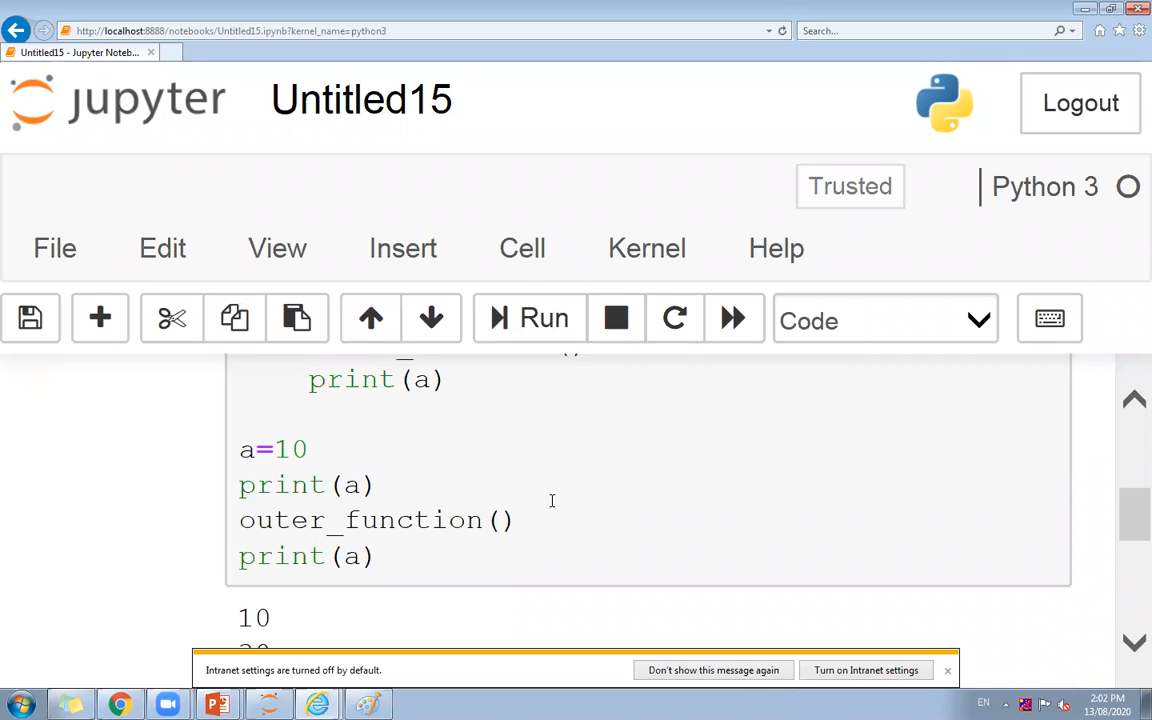 http://localhost:8888/notebooks/Untitled15.ipynb?kernel_name=python3
Search...
Untitled15 - Jupyter Noteb...
jupyter Untitled15
Logout
Trusted
Python 3
File Edit View Insert Cell Kernel Help
Run
Code
print(a)
a=10
print(a)
outer_function()
print(a)
10
Intranet settings are turned off by default.
Don't show this message again
Turn on Intranet settings
EN
2:02 PM
13/08/2020